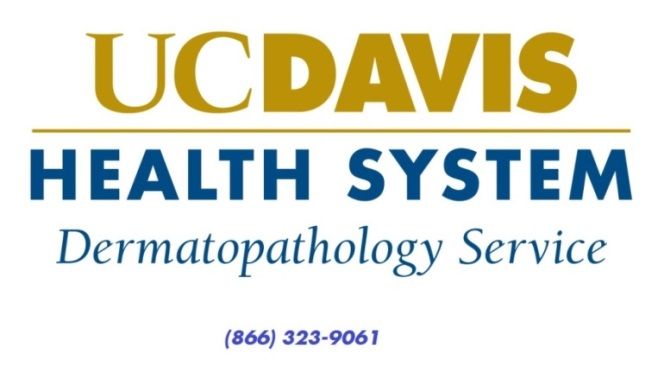 UCDAVIS
HEALTH SYSTEM
Dermatopathology Service
(866) 323-9061